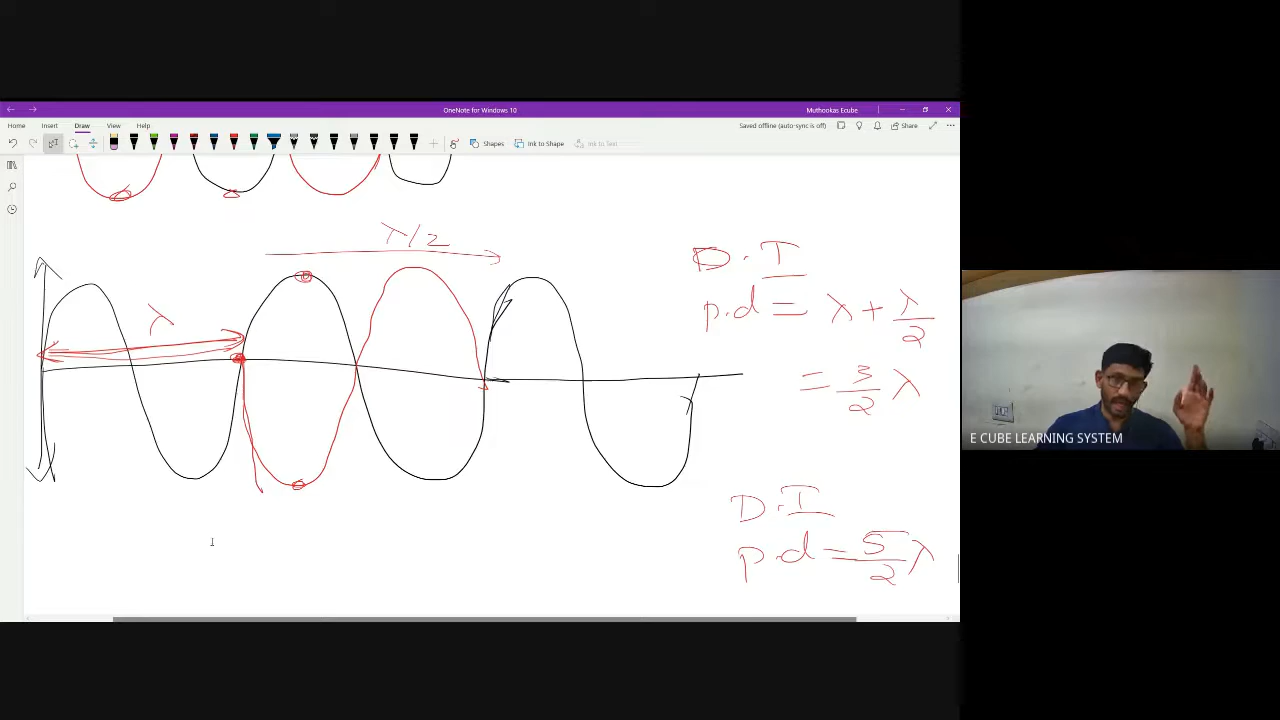 OneNote for Windows 10
Muthookas Ecube
Home Insert Draw View Help
Saved offline (auto-sync is off)
Share
Shapes
Ink to Shape
Ink to Text
λ/2
λ
D.T
p.d = λ + λ/2
= 3/2 λ
D.T
p.d = 5/2 λ
E CUBE LEARNING SYSTEM